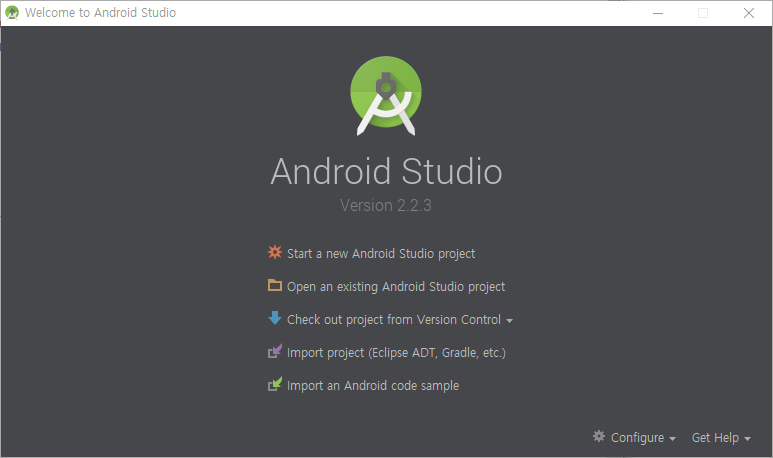 Welcome to Android Studio
Android Studio
Version 2.2.3
Start a new Android Studio project
Open an existing Android Studio project
Check out project from Version Control
Import project (Eclipse ADT, Gradle, etc.)
Import an Android code sample
Configure Get Help